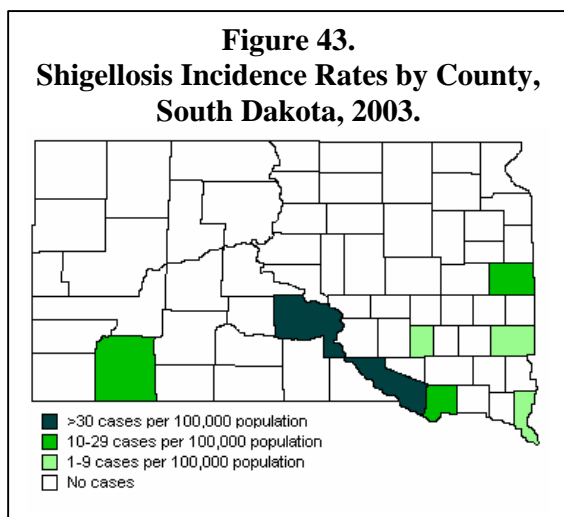 Figure 43.
Shigellosis Incidence Rates by County,
South Dakota, 2003.
>30 cases per 100,000 population
10-29 cases per 100,000 population
1-9 cases per 100,000 population
No cases